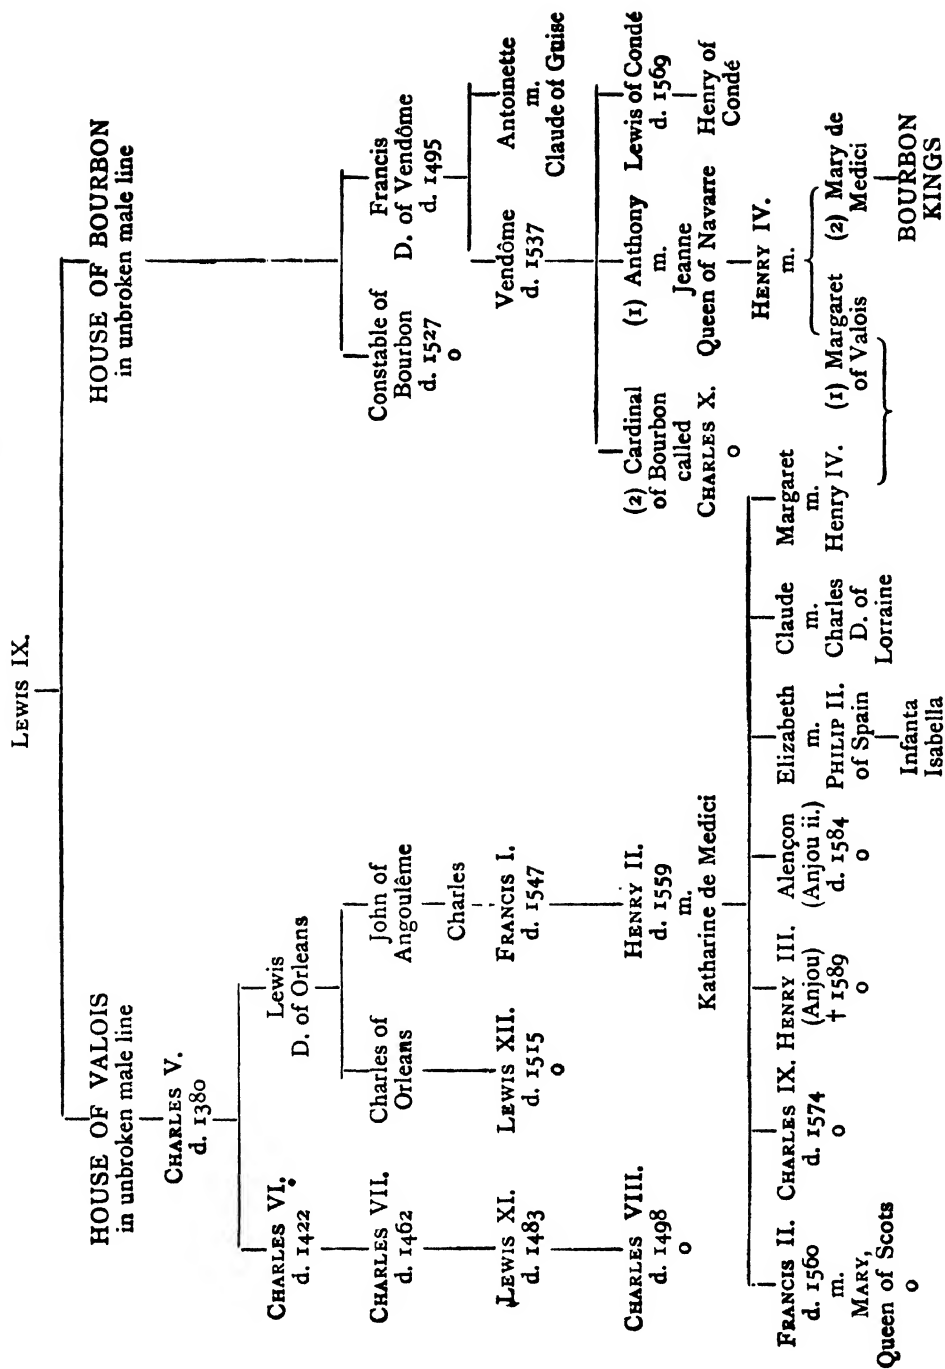 LEWIS IX.
HOUSE OF VALOIS
in unbroken male line
HOUSE OF BOURBON
in unbroken male line
CHARLES V.
d. 1380
CHARLES VI.
d. 1422
Lewis
D. of Orleans
CHARLES VII.
d. 1462
Charles of
Orleans
John of
Angoulême
Charles
LEWIS XI.
d. 1483
LEWIS XII.
d. 1515
o
FRANCIS I.
d. 1547
CHARLES VIII.
d. 1498
o
HENRY II.
d. 1559
m.
Katharine de Medici
FRANCIS II.
d. 1560
m.
MARY,
Queen of Scots
o
CHARLES IX.
d. 1574
o
HENRY III.
(Anjou)
† 1589
o
Alençon
(Anjou ii.)
d. 1584
o
Elizabeth
m.
PHILIP II.
of Spain
Infanta
Isabella
Claude
m.
Charles
D. of
Lorraine
Margaret
m.
Henry IV.
Constable of
Bourbon
d. 1527
o
Francis
D. of Vendôme
d. 1495
Vendôme
d. 1537
Antoinette
m.
Claude of Guise
(2) Cardinal
of Bourbon
called
CHARLES X.
o
(1) Anthony
m.
Jeanne
Queen of Navarre
Lewis of Condé
d. 1569
Henry of
Condé
HENRY IV.
m.
(1) Margaret
of Valois
(2) Mary de
Medici
BOURBON
KINGS